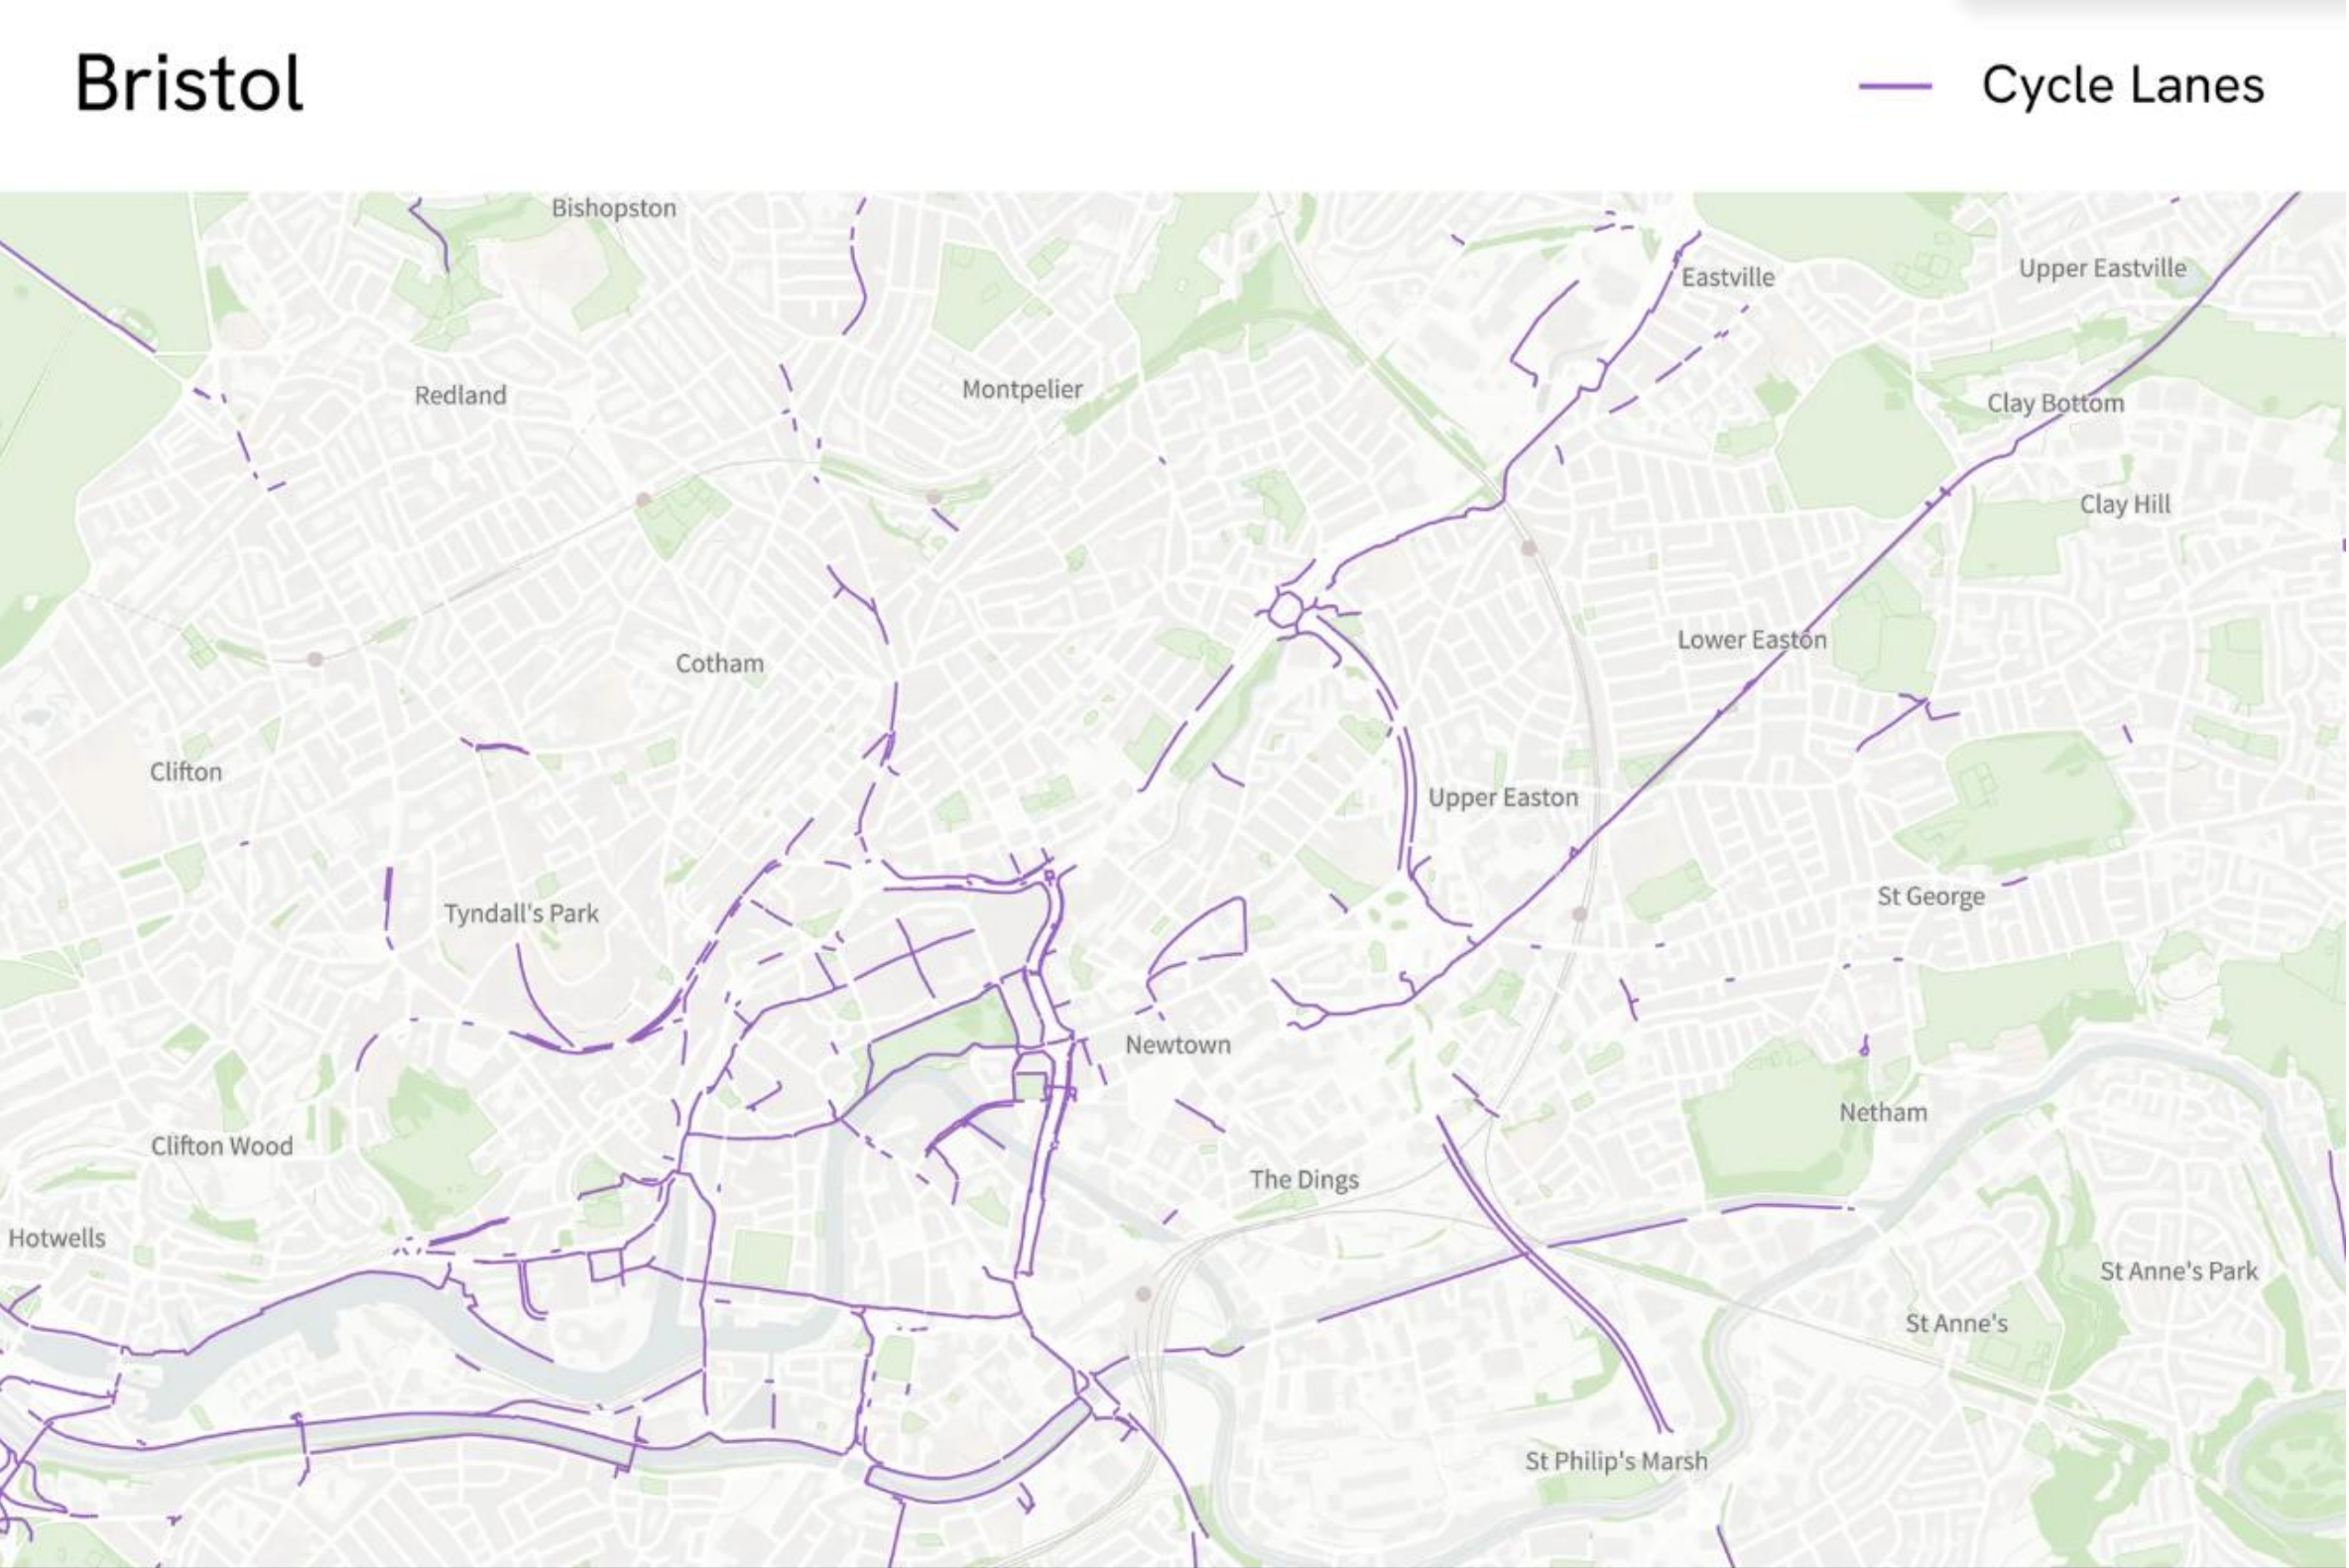 Bristol
Cycle Lanes
Bishopston
Eastville
Upper Eastville
Redland
Montpelier
Clay Bottom
Clay Hill
Cotham
Lower Easton
Clifton
Upper Easton
Tyndall's Park
St George
Newtown
Clifton Wood
Netham
The Dings
Hotwells
St Anne's Park
St Anne's
St Philip's Marsh